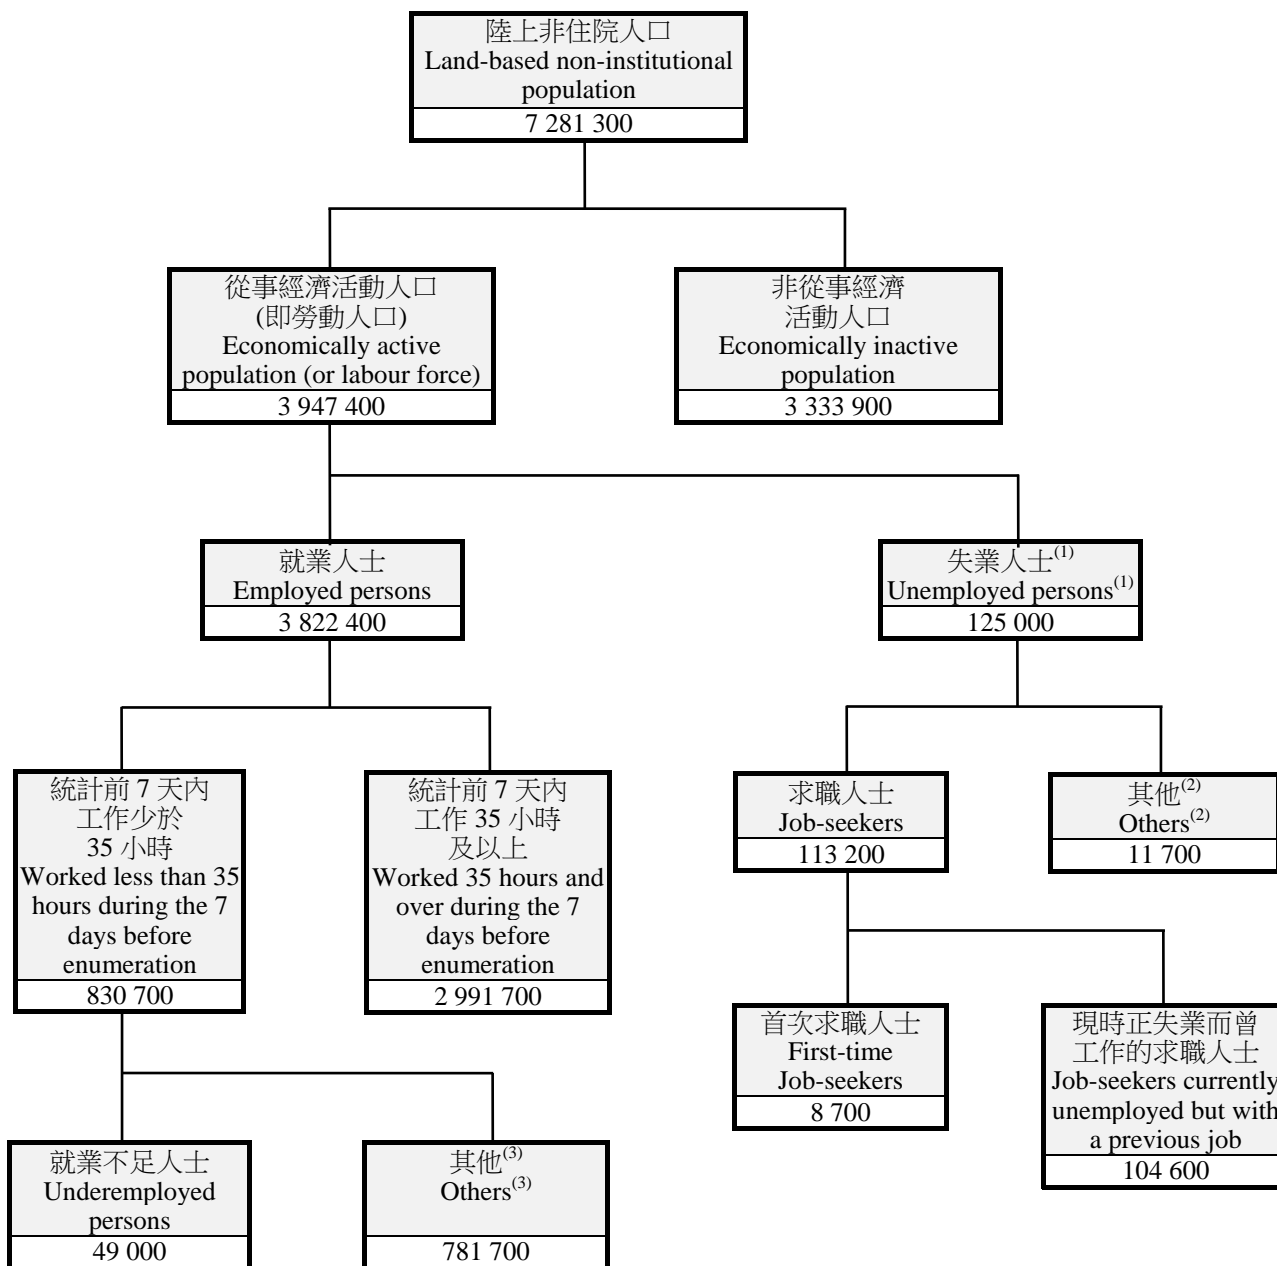 陸上非住院人口
Land-based non-institutional
population
7 281 300
從事經濟活動人口
(即勞動人口)
Economically active
population (or labour force)
3 947 400
非從事經濟
活動人口
Economically inactive
population
3 333 900
就業人士
Employed persons
3 822 400
失業人士(1)
Unemployed persons(1)
125 000
統計前 7 天內
工作少於
35 小時
Worked less than 35
hours during the 7
days before
enumeration
830 700
統計前 7 天內
工作 35 小時
及以上
Worked 35 hours and
over during the 7
days before
enumeration
2 991 700
求職人士
Job-seekers
113 200
其他(2)
Others(2)
11 700
首次求職人士
First-time
Job-seekers
8 700
現時正失業而曾
工作的求職人士
Job-seekers currently
unemployed but with
a previous job
104 600
就業不足人士
Underemployed
persons
49 000
其他(3)
Others(3)
781 700